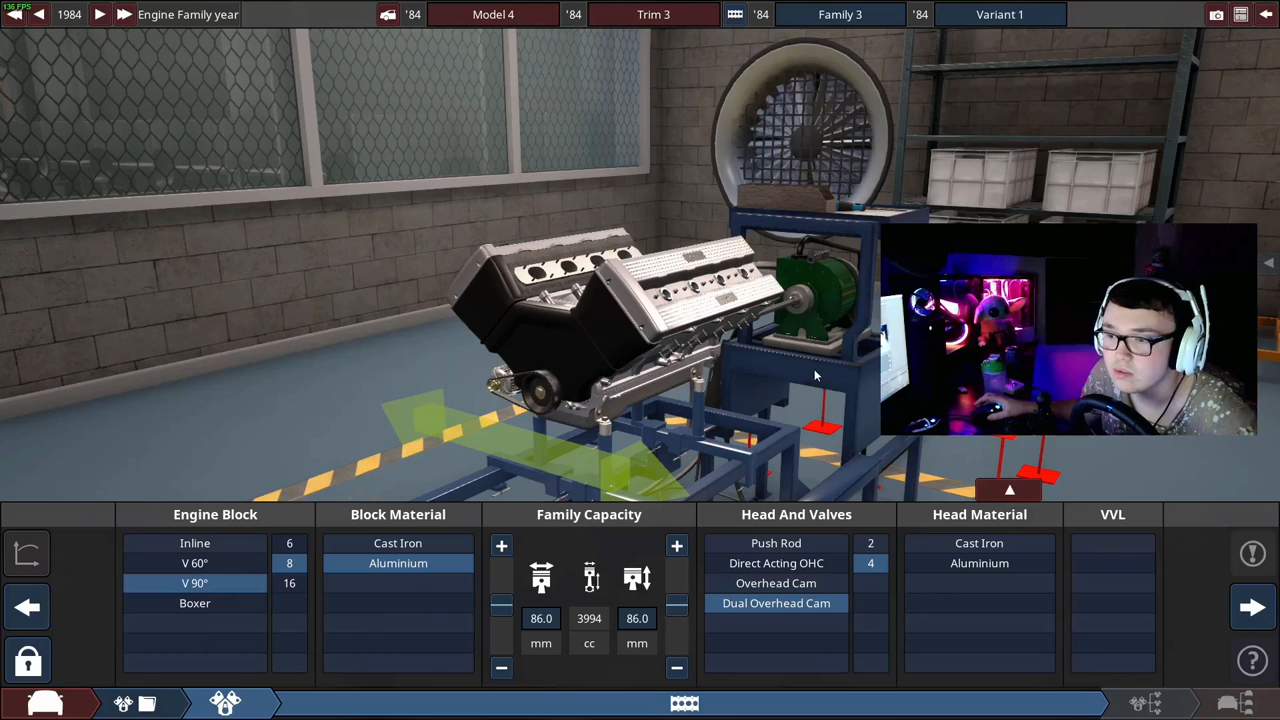 136 FPS
1984 Engine Family year '84 Model 4 '84 Trim 3 '84 Family 3 '84 Variant 1
Engine Block
Inline 6
V 60° 8
V 90° 16
Boxer
Block Material
Cast Iron
Aluminium
Family Capacity
+ +
86.0 3994 86.0
mm cc mm
− −
Head And Valves
Push Rod 2
Direct Acting OHC 4
Overhead Cam
Dual Overhead Cam
Head Material
Cast Iron
Aluminium
VVL
?